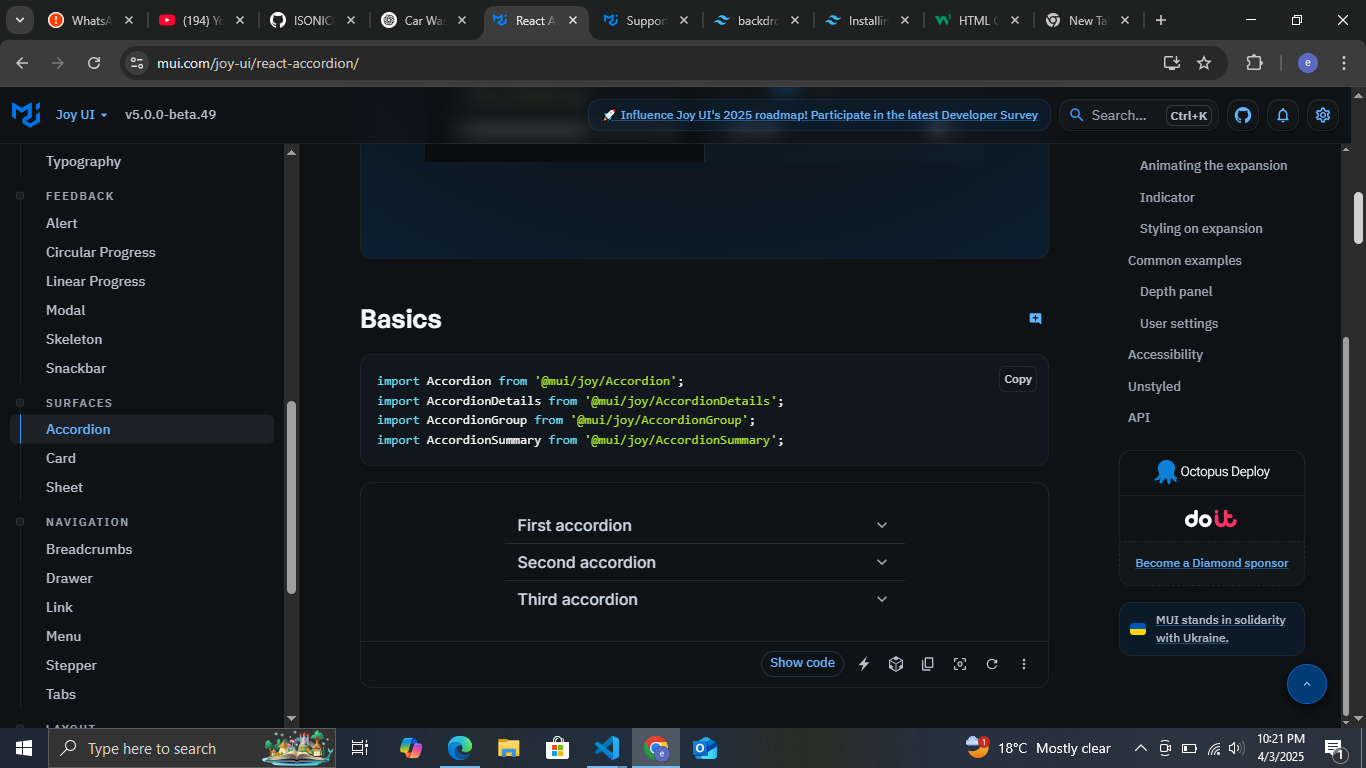 WhatsA
(194) Yo
ISONIC
Car Was
React A
Suppor
backdro
Installin
HTML C
New Ta
mui.com/joy-ui/react-accordion/
e
Joy UI
v5.0.0-beta.49
🚀 Influence Joy UI's 2025 roadmap! Participate in the latest Developer Survey
Search...
Ctrl+K
Typography
FEEDBACK
Alert
Circular Progress
Linear Progress
Modal
Skeleton
Snackbar
SURFACES
Accordion
Card
Sheet
NAVIGATION
Breadcrumbs
Drawer
Link
Menu
Stepper
Tabs
LAYOUT
Basics
import Accordion from '@mui/joy/Accordion';
import AccordionDetails from '@mui/joy/AccordionDetails';
import AccordionGroup from '@mui/joy/AccordionGroup';
import AccordionSummary from '@mui/joy/AccordionSummary';
Copy
First accordion
Second accordion
Third accordion
Show code
Animating the expansion
Indicator
Styling on expansion
Common examples
Depth panel
User settings
Accessibility
Unstyled
API
Octopus Deploy
doit
Become a Diamond sponsor
MUI stands in solidarity
with Ukraine.
Type here to search
1
18°C Mostly clear
10:21 PM
4/3/2025
1